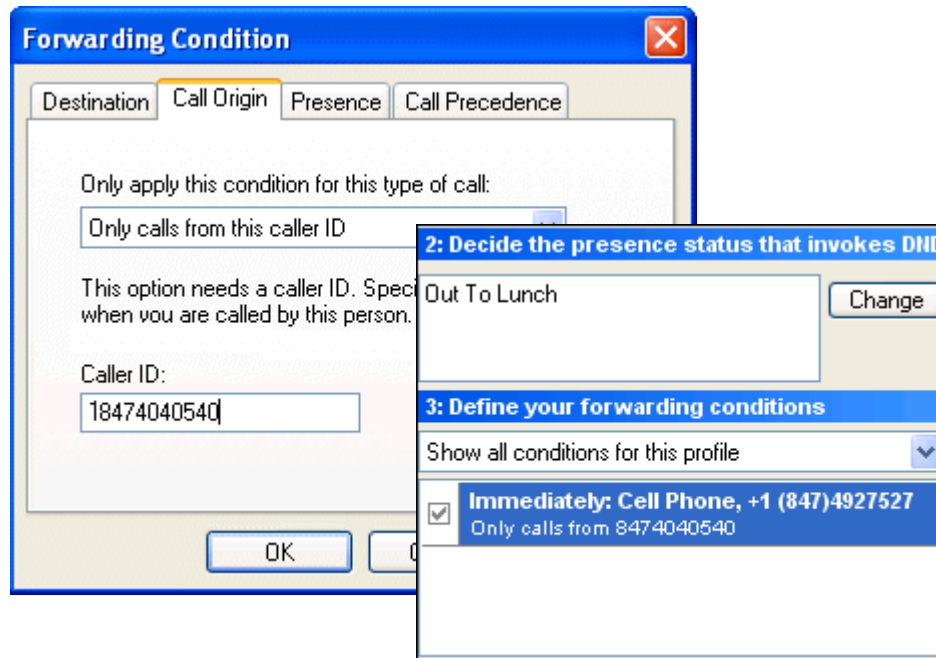 Forwarding Condition
Destination
Call Origin
Presence
Call Precedence
Only apply this condition for this type of call:
Only calls from this caller ID
This option needs a caller ID.
when you are called by this person.
Caller ID:
18474040540
OK
2: Decide the presence status that invokes DND
Out To Lunch
Change
3: Define your forwarding conditions
Show all conditions for this profile
Immediately: Cell Phone, +1 (847)4927527
Only calls from 8474040540